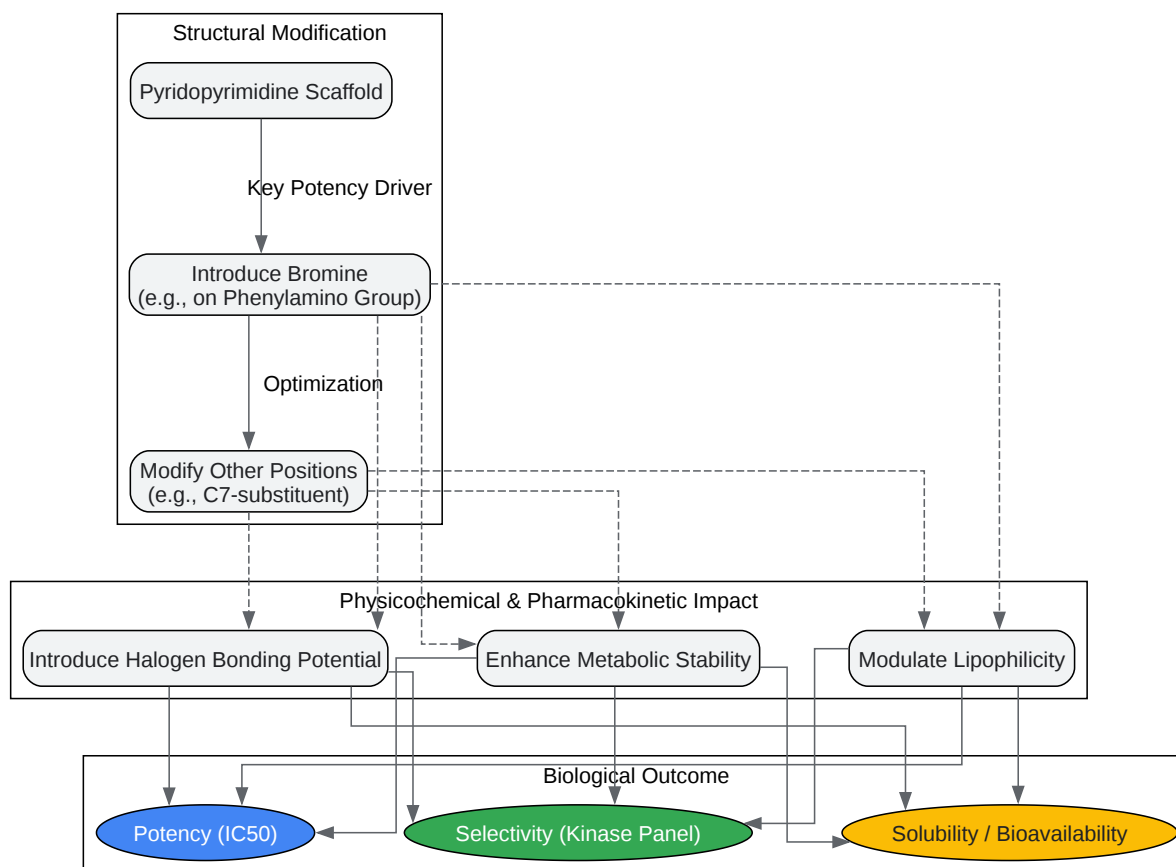 Structural Modification
Pyridopyrimidine Scaffold
Key Potency Driver
Introduce Bromine
(e.g., on Phenylamino Group)
Optimization
Modify Other Positions
(e.g., C7-substituent)
Physicochemical & Pharmacokinetic Impact
Introduce Halogen Bonding Potential
Enhance Metabolic Stability
Modulate Lipophilicity
Biological Outcome
Potency (IC50)
Selectivity (Kinase Panel)
Solubility / Bioavailability